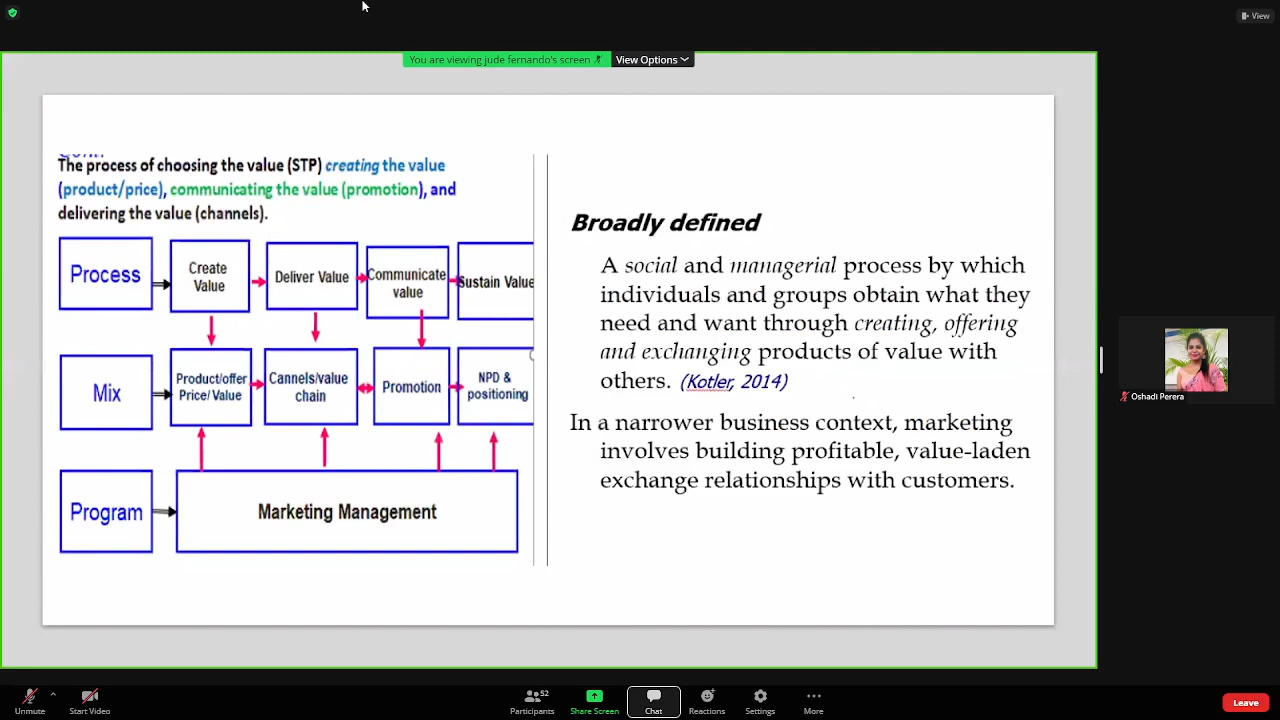 View
You are viewing jude fernando's screen
View Options
The process of choosing the value (STP) creating the value
(product/price), communicating the value (promotion), and
delivering the value (channels).
Process
Create
Value
Deliver Value
Communicate
value
Sustain Value
Mix
Product/offer
Price/ Value
Cannels/value
chain
Promotion
NPD &
positioning
Program
Marketing Management
Broadly defined
A social and managerial process by which
individuals and groups obtain what they
need and want through creating, offering
and exchanging products of value with
others. (Kotler, 2014)
In a narrower business context, marketing
involves building profitable, value-laden
exchange relationships with customers.
Oshadi Perera
Unmute
Start Video
52
Participants
Share Screen
Chat
Reactions
Settings
More
Leave